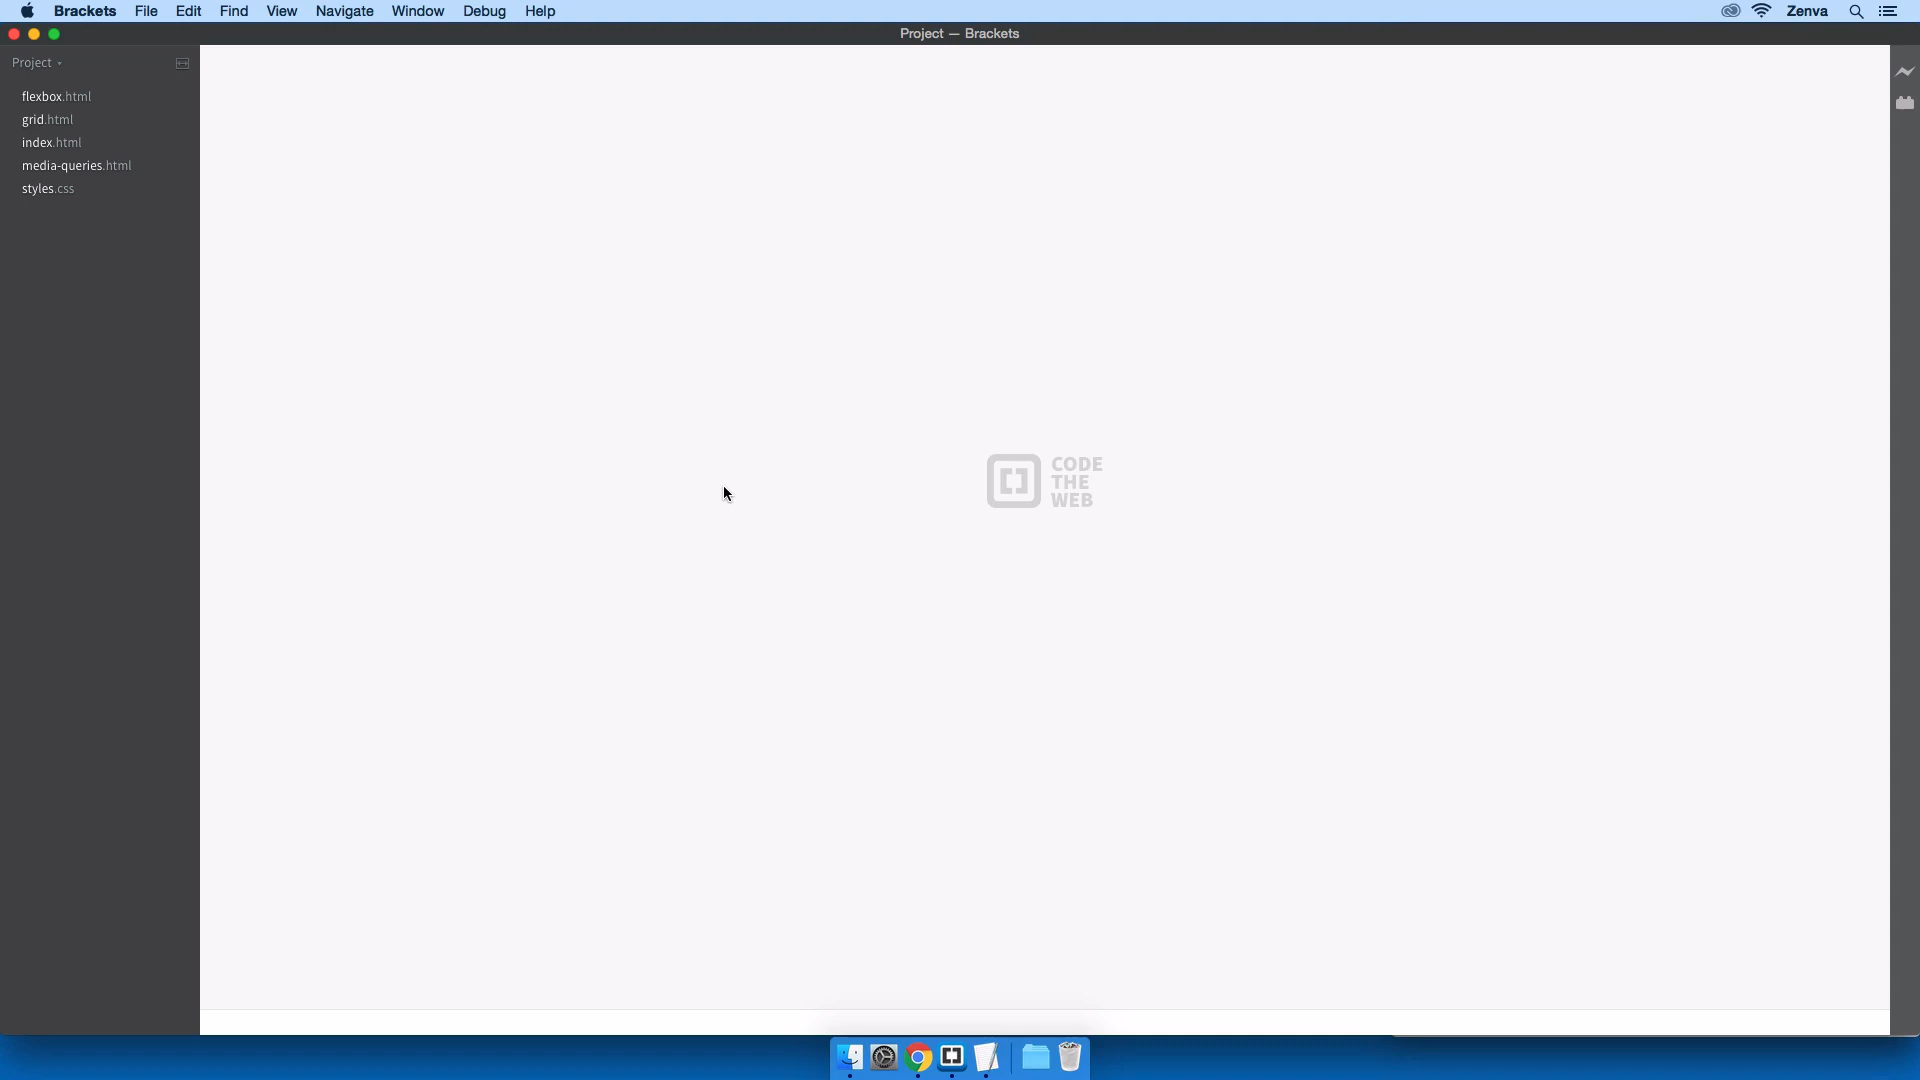 Brackets File Edit Find View Navigate Window Debug Help Zenva
Project — Brackets
Project
flexbox.html
grid.html
index.html
media-queries.html
styles.css
CODE
THE
WEB